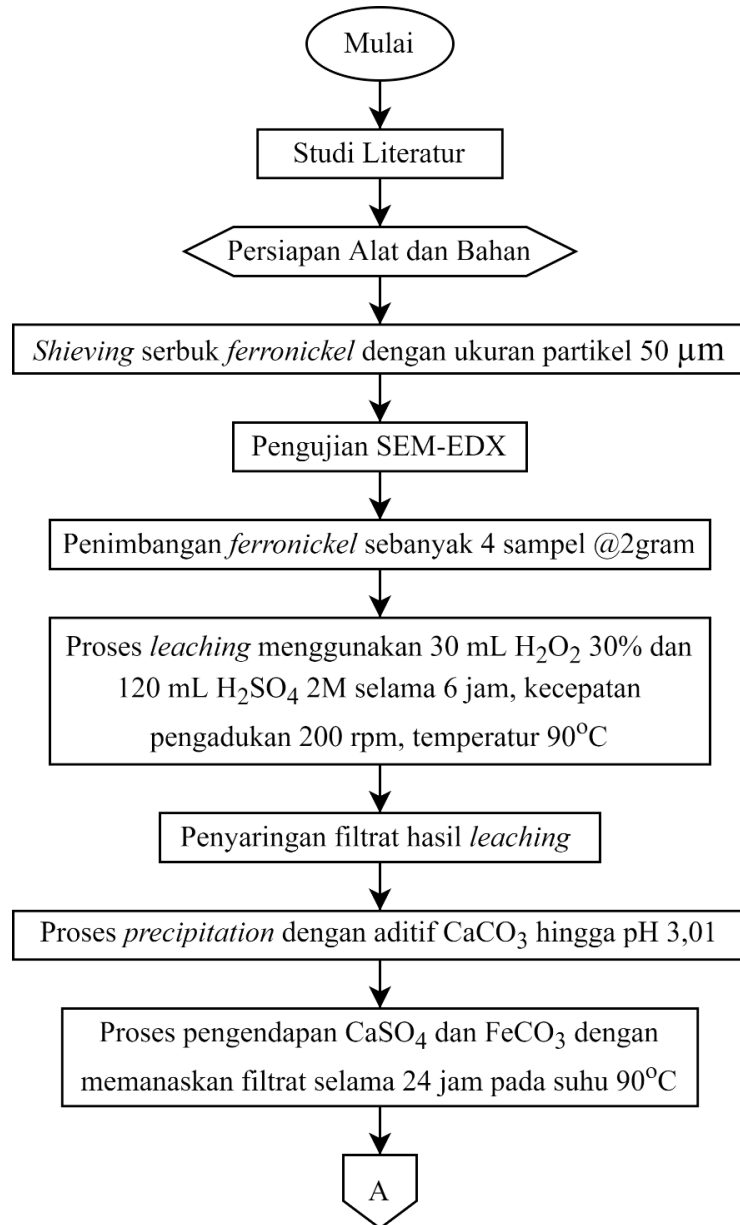 Mulai
Studi Literatur
Persiapan Alat dan Bahan
Shieving serbuk ferronickel dengan ukuran partikel 50 μm
Pengujian SEM-EDX
Penimbangan ferronickel sebanyak 4 sampel @2gram
Proses leaching menggunakan 30 mL H₂O₂ 30% dan
120 mL H₂SO₄ 2M selama 6 jam, kecepatan
pengadukan 200 rpm, temperatur 90°C
Penyaringan filtrat hasil leaching
Proses precipitation dengan aditif CaCO₃ hingga pH 3,01
Proses pengendapan CaSO₄ dan FeCO₃ dengan
memanaskan filtrat selama 24 jam pada suhu 90°C
A